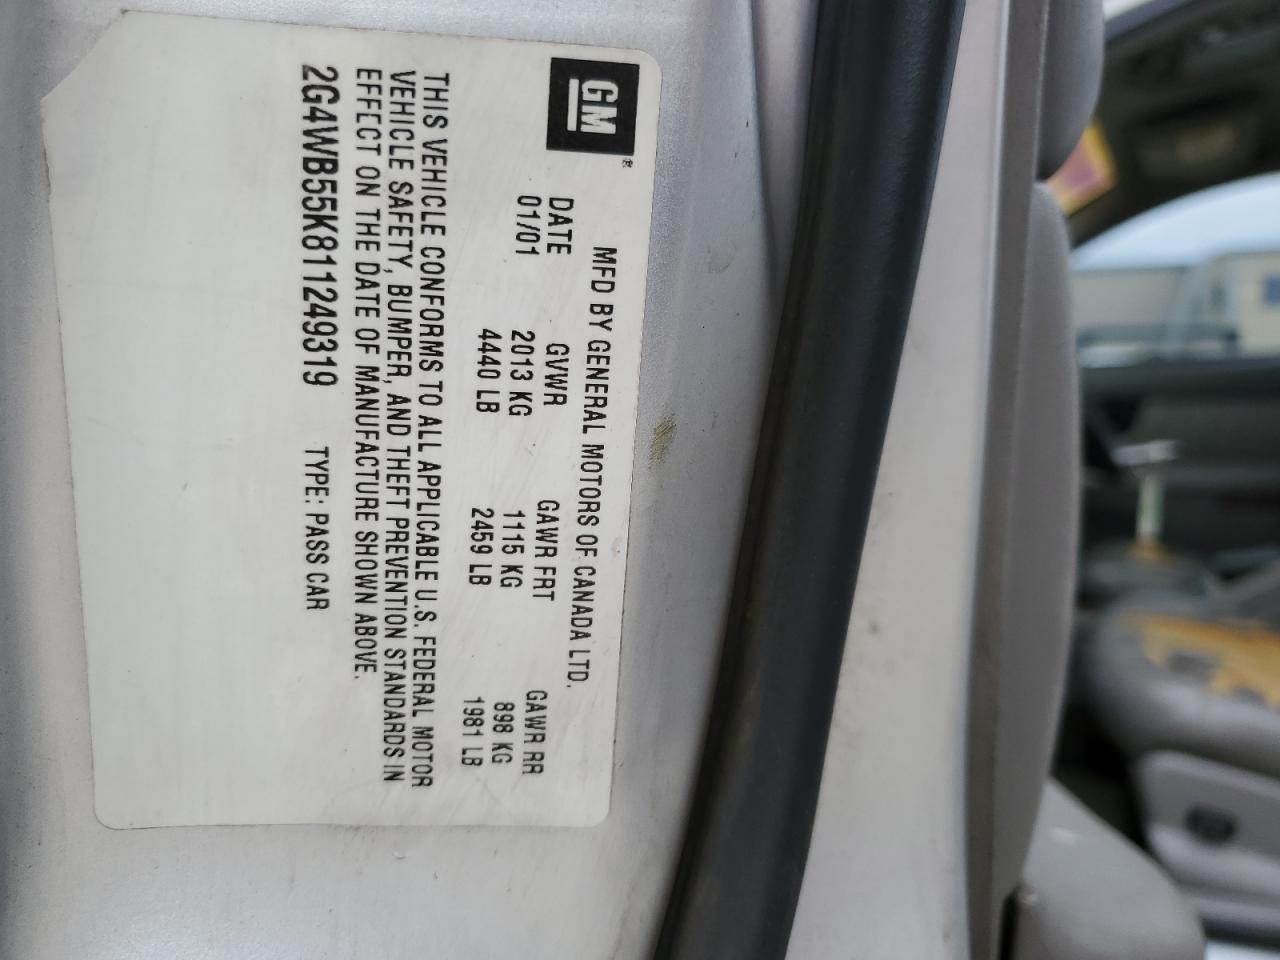 GM
MFD BY GENERAL MOTORS OF CANADA LTD.
DATE GVWR GAWR FRT GAWR RR
01/01 2013 KG 1115 KG 898 KG
4440 LB 2459 LB 1981 LB
THIS VEHICLE CONFORMS TO ALL APPLICABLE U.S. FEDERAL MOTOR
VEHICLE SAFETY, BUMPER, AND THEFT PREVENTION STANDARDS IN
EFFECT ON THE DATE OF MANUFACTURE SHOWN ABOVE.
2G4WB55K811249319 TYPE: PASS CAR